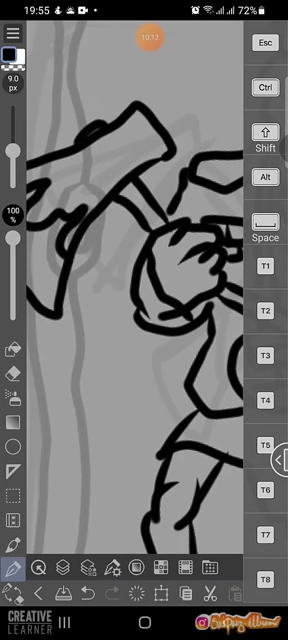 19:55
72%
10.12
9.0
px
100
%
Esc
Ctrl
Shift
Alt
Space
T1
T2
T3
T4
T5
T6
T7
T8
CREATIVE
LEARNER